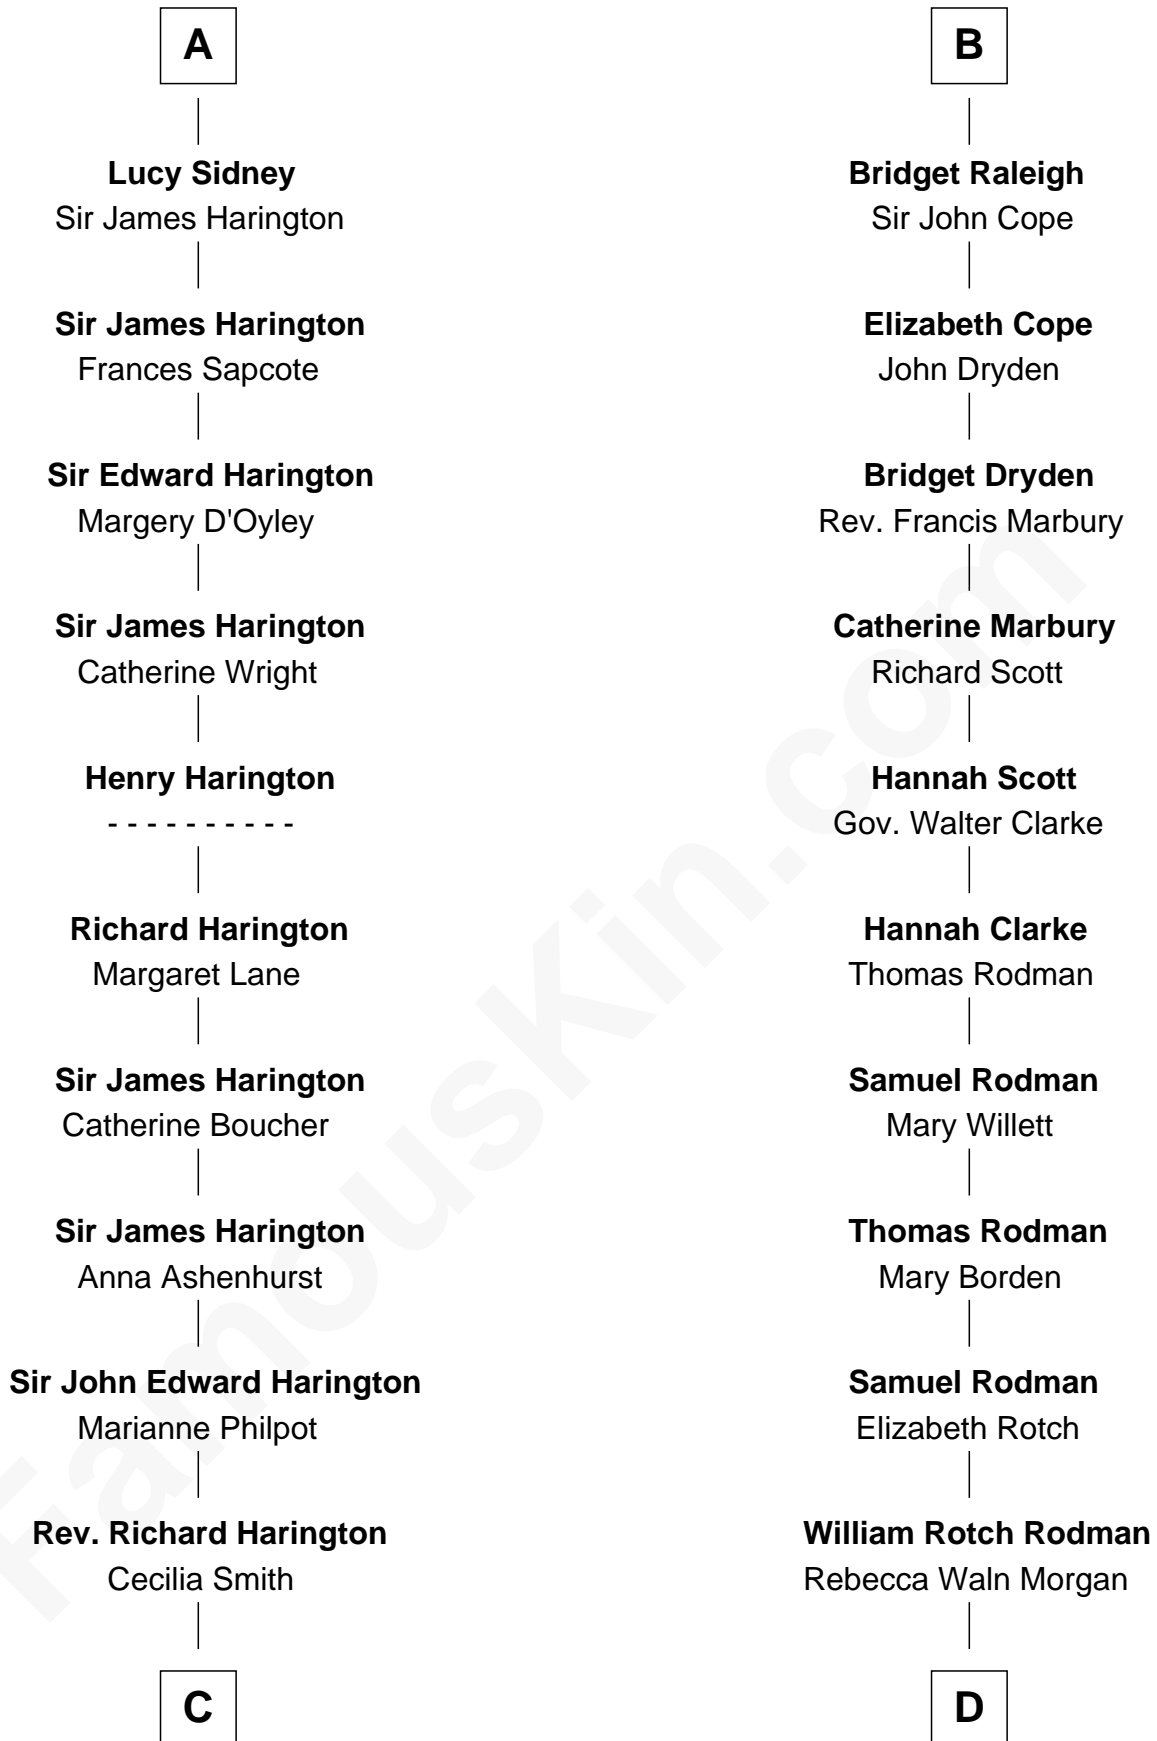 A
Lucy Sidney
Sir James Harington
Sir James Harington
Frances Sapcote
Sir Edward Harington
Margery D'Oyley
Sir James Harington
Catherine Wright
Henry Harington
- - - - - - - - - -
Richard Harington
Margaret Lane
Sir James Harington
Catherine Boucher
Sir James Harington
Anna Ashenhurst
Sir John Edward Harington
Marianne Philpot
Rev. Richard Harington
Cecilia Smith
C
B
Bridget Raleigh
Sir John Cope
Elizabeth Cope
John Dryden
Bridget Dryden
Rev. Francis Marbury
Catherine Marbury
Richard Scott
Hannah Scott
Gov. Walter Clarke
Hannah Clarke
Thomas Rodman
Samuel Rodman
Mary Willett
Thomas Rodman
Mary Borden
Samuel Rodman
Elizabeth Rotch
William Rotch Rodman
Rebecca Waln Morgan
D
FamousKin.com